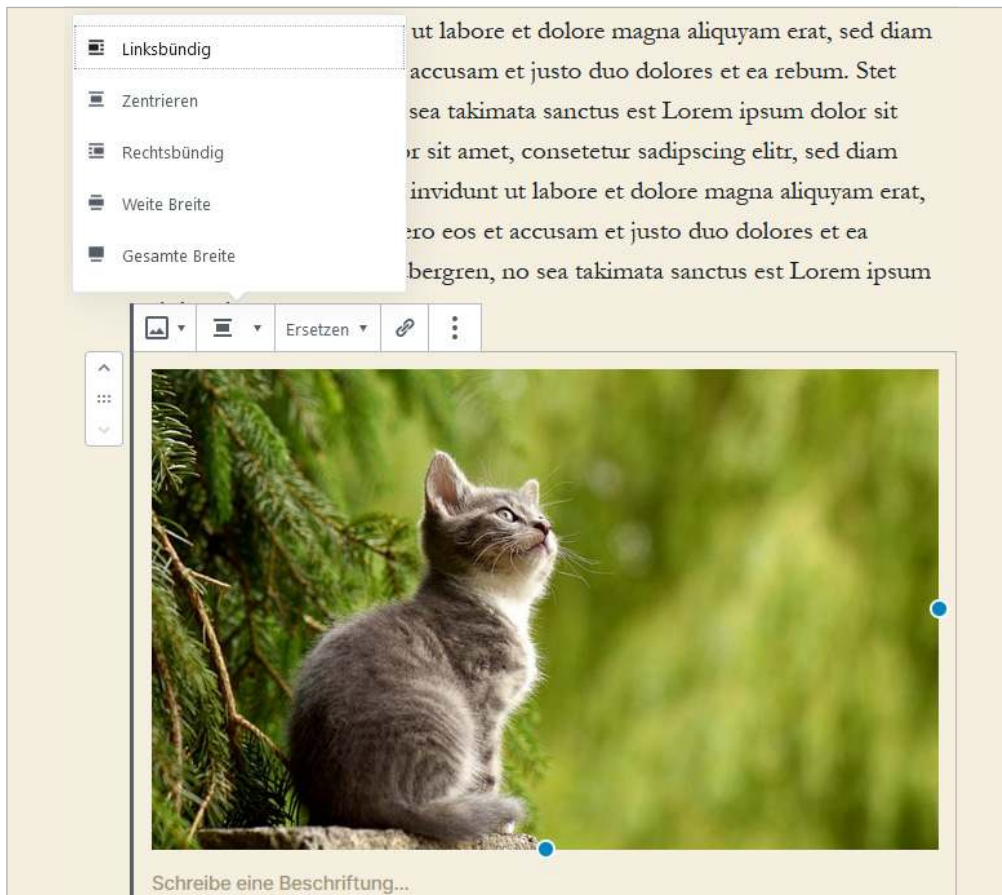 Linksbündig
Zentrieren
Rechtsbündig
Weite Breite
Gesamte Breite
ut labore et dolore magna aliquyam erat, sed diam
accusam et justo duo dolores et ea rebum. Stet
sea takimata sanctus est Lorem ipsum dolor sit
sit amet, consetetur sadipscing elitr, sed diam
invidunt ut labore et dolore magna aliquyam erat,
eos et accusam et justo duo dolores et ea
no sea takimata sanctus est Lorem ipsum
Ersetzen
Schreibe eine Beschriftung...